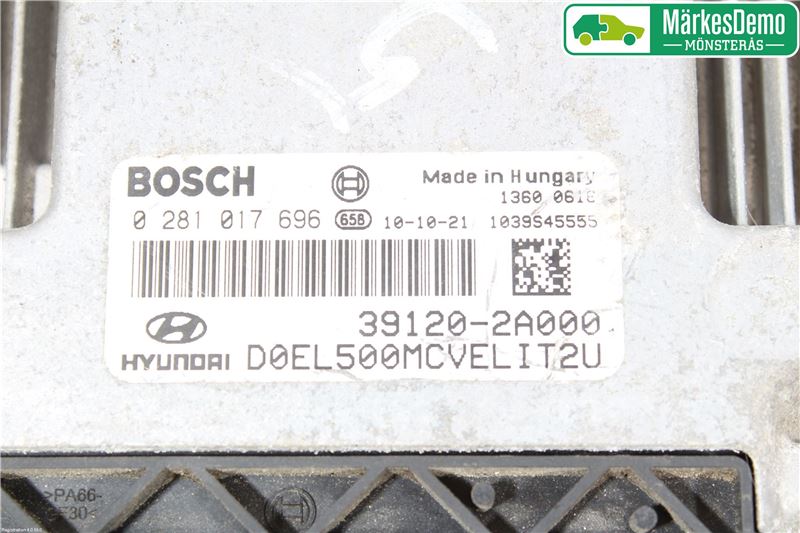 MärkesDemo
MÖNSTERÅS
BOSCH
Made in Hungary
1360 0618
0 281 017 696 658 10-10-21 1039S45555
39120-2A000
HYUNDAI D0EL500MCVELIT2U
>PA66-